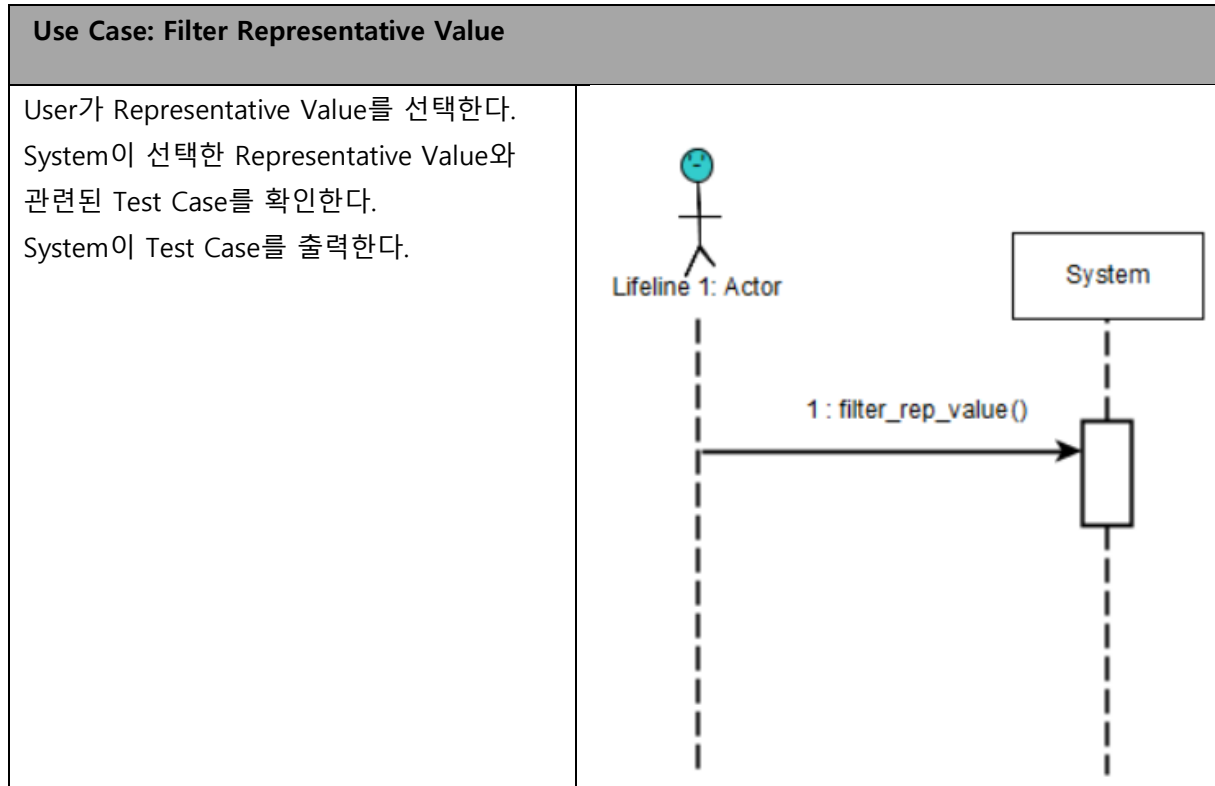 Use Case: Filter Representative Value
User가 Representative Value를 선택한다.
System이 선택한 Representative Value와
관련된 Test Case를 확인한다.
System이 Test Case를 출력한다.
Lifeline 1: Actor
System
1 : filter_rep_value()